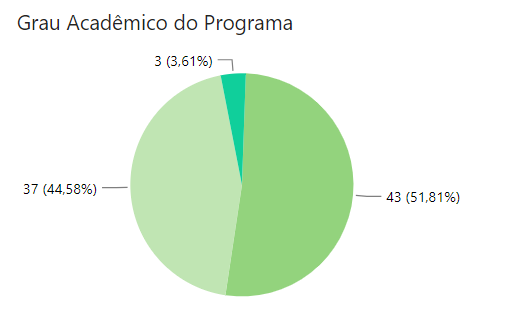 Grau Acadêmico do Programa
3 (3,61%)
37 (44,58%)
43 (51,81%)